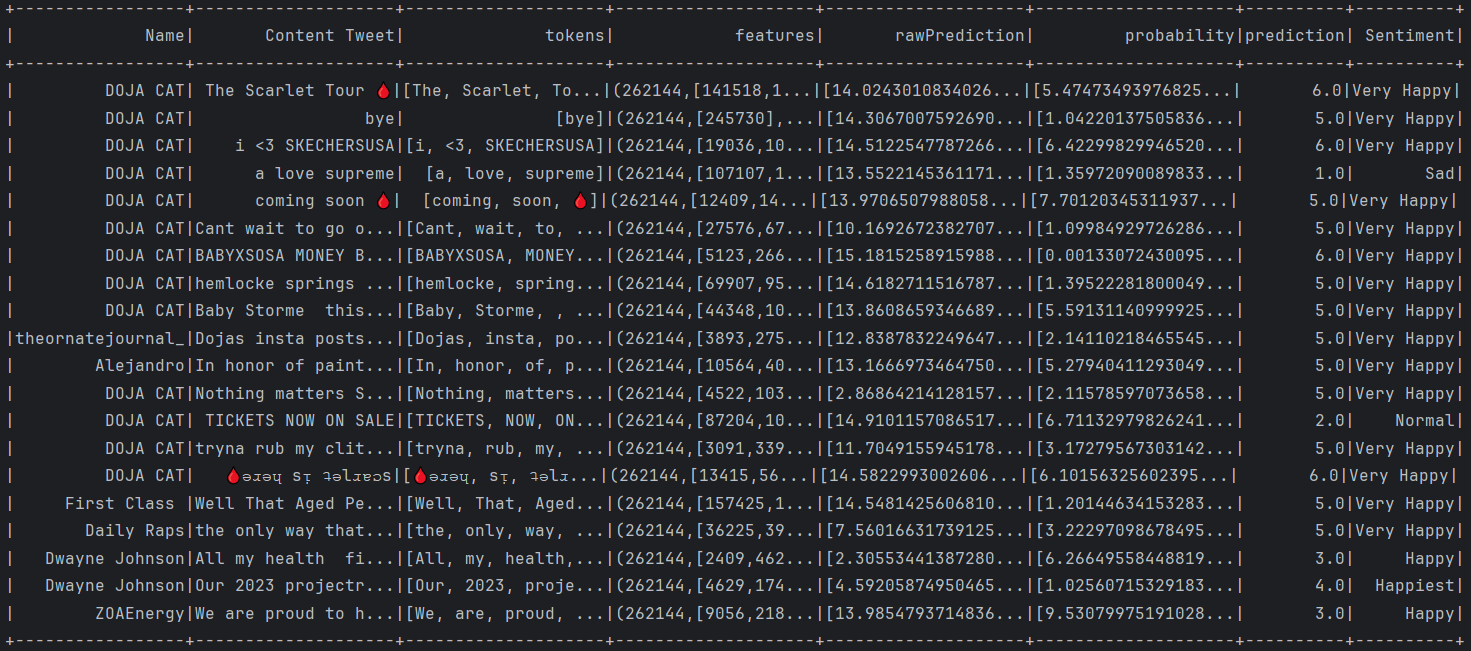 +-----------------+--------------------+--------------------+--------------------+--------------------+--------------------+----------+----------+
|             Name|       Content Tweet|              tokens|            features|       rawPrediction|         probability|prediction| Sentiment|
+-----------------+--------------------+--------------------+--------------------+--------------------+--------------------+----------+----------+
|         DOJA CAT| The Scarlet Tour 🩸|[The, Scarlet, To...|(262144,[141518,1...|[14.0243010834026...|[5.47473493976825...|       6.0|Very Happy|
|         DOJA CAT|                 bye|               [bye]|(262144,[245730],...|[14.3067007592690...|[1.04220137505836...|       5.0|Very Happy|
|         DOJA CAT|    i <3 SKECHERSUSA|[i, <3, SKECHERSUSA]|(262144,[19036,10...|[14.5122547787266...|[6.42299829946520...|       6.0|Very Happy|
|         DOJA CAT|      a love supreme|  [a, love, supreme]|(262144,[107107,1...|[13.5522145361171...|[1.35972090089833...|       1.0|       Sad|
|         DOJA CAT|      coming soon 🩸|  [coming, soon, 🩸]|(262144,[12409,14...|[13.9706507988058...|[7.70120345311937...|       5.0|Very Happy|
|         DOJA CAT|Cant wait to go o...|[Cant, wait, to, ...|(262144,[27576,67...|[10.1692672382707...|[1.09984929726286...|       5.0|Very Happy|
|         DOJA CAT|BABYXSOSA MONEY B...|[BABYXSOSA, MONEY...|(262144,[5123,266...|[15.1815258915988...|[0.00133072430095...|       6.0|Very Happy|
|         DOJA CAT|hemlocke springs ...|[hemlocke, spring...|(262144,[69907,95...|[14.6182711516787...|[1.39522281800049...|       5.0|Very Happy|
|         DOJA CAT|Baby Storme  this...|[Baby, Storme, , ...|(262144,[44348,10...|[13.8608659346689...|[5.59131140999925...|       5.0|Very Happy|
|theornatejournal_|Dojas insta posts...|[Dojas, insta, po...|(262144,[3893,275...|[12.8387832249647...|[2.14110218465545...|       5.0|Very Happy|
|        Alejandro|In honor of paint...|[In, honor, of, p...|(262144,[10564,40...|[13.1666973464750...|[5.27940411293049...|       5.0|Very Happy|
|         DOJA CAT|Nothing matters S...|[Nothing, matters...|(262144,[4522,103...|[2.86864214128157...|[2.11578597073658...|       5.0|Very Happy|
|         DOJA CAT| TICKETS NOW ON SALE|[TICKETS, NOW, ON...|(262144,[87204,10...|[14.9101157086517...|[6.71132979826241...|       2.0|    Normal|
|         DOJA CAT|tryna rub my clit...|[tryna, rub, my, ...|(262144,[3091,339...|[11.7049155945178...|[3.17279567303142...|       5.0|Very Happy|
|         DOJA CAT|   🩸ǝɹǝɥ sᴉ ʇǝlɹɐɔs|[🩸ǝɹǝɥ, sᴉ, ʇǝlɹ...|(262144,[13415,56...|[14.5822993002606...|[6.10156325602395...|       6.0|Very Happy|
|     First Class |Well That Aged Pe...|[Well, That, Aged...|(262144,[157425,1...|[14.5481425606810...|[1.20144634153283...|       5.0|Very Happy|
|       Daily Raps|the only way that...|[the, only, way, ...|(262144,[36225,39...|[7.56016631739125...|[3.22297098678495...|       5.0|Very Happy|
|   Dwayne Johnson|All my health  fi...|[All, my, health,...|(262144,[2409,462...|[2.30553441387280...|[6.26649558448819...|       3.0|     Happy|
|   Dwayne Johnson|Our 2023 projectr...|[Our, 2023, proje...|(262144,[4629,174...|[4.59205874950465...|[1.02560715329183...|       4.0|  Happiest|
|        ZOAEnergy|We are proud to h...|[We, are, proud, ...|(262144,[9056,218...|[13.9854793714836...|[9.53079975191028...|       3.0|     Happy|
+-----------------+--------------------+--------------------+--------------------+--------------------+--------------------+----------+----------+